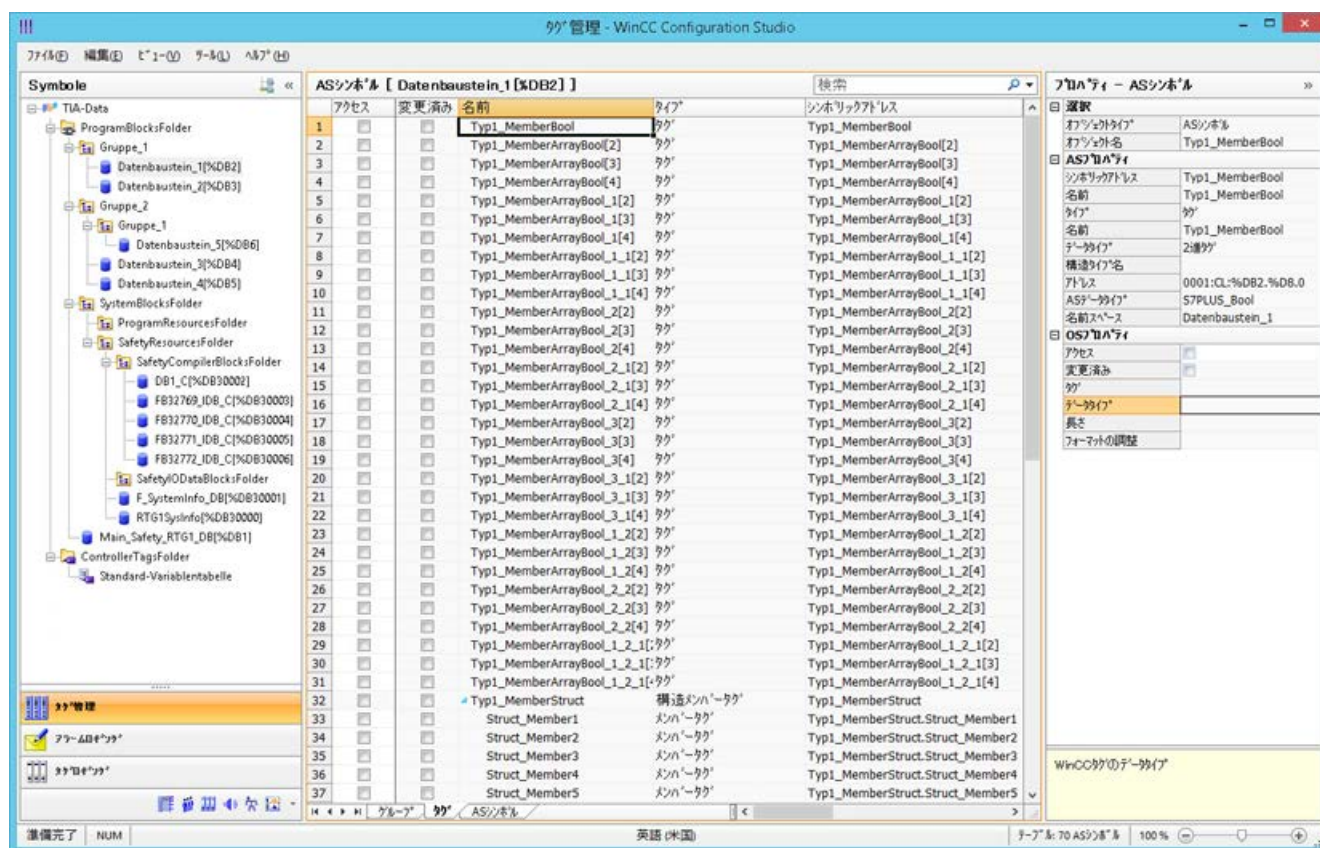 ﾀｸﾞ管理 - WinCC Configuration Studio
ﾌｧｲﾙ(F) 編集(E) ﾋﾞｭｰ(V) ﾂｰﾙ(L) ﾍﾙﾌﾟ(H)
Symbole
TIA-Data
ProgramBlocksFolder
Gruppe_1
Datenbaustein_1[%DB2]
Datenbaustein_2[%DB3]
Gruppe_2
Gruppe_1
Datenbaustein_5[%DB6]
Datenbaustein_3[%DB4]
Datenbaustein_4[%DB5]
SystemBlocksFolder
ProgramResourcesFolder
SafetyResourcesFolder
SafetyCompilerBlocksFolder
DB1_C[%DB30002]
FB32769_IDB_C[%DB30003]
FB32770_IDB_C[%DB30004]
FB32771_IDB_C[%DB30005]
FB32772_IDB_C[%DB30006]
SafetyIODataBlocksFolder
F_SystemInfo_DB[%DB30001]
RTG1SysInfo[%DB30000]
Main_Safety_RTG1_DB[%DB1]
ControllerTagsFolder
Standard-Variablentabelle
ﾀｸﾞ管理
ｱﾗｰﾑﾛｷﾞﾝｸﾞ
ﾀｸﾞﾛｷﾞﾝｸﾞ
ASｼﾝﾎﾞﾙ [ Datenbaustein_1[%DB2] ] 検索
ｱｸｾｽ 変更済み 名前 ﾀｲﾌﾟ ｼﾝﾎﾞﾘｯｸｱﾄﾞﾚｽ
1 Typ1_MemberBool ﾀｸﾞ Typ1_MemberBool
2 Typ1_MemberArrayBool[2] ﾀｸﾞ Typ1_MemberArrayBool[2]
3 Typ1_MemberArrayBool[3] ﾀｸﾞ Typ1_MemberArrayBool[3]
4 Typ1_MemberArrayBool[4] ﾀｸﾞ Typ1_MemberArrayBool[4]
5 Typ1_MemberArrayBool_1[2] ﾀｸﾞ Typ1_MemberArrayBool_1[2]
6 Typ1_MemberArrayBool_1[3] ﾀｸﾞ Typ1_MemberArrayBool_1[3]
7 Typ1_MemberArrayBool_1[4] ﾀｸﾞ Typ1_MemberArrayBool_1[4]
8 Typ1_MemberArrayBool_1_1[2] ﾀｸﾞ Typ1_MemberArrayBool_1_1[2]
9 Typ1_MemberArrayBool_1_1[3] ﾀｸﾞ Typ1_MemberArrayBool_1_1[3]
10 Typ1_MemberArrayBool_1_1[4] ﾀｸﾞ Typ1_MemberArrayBool_1_1[4]
11 Typ1_MemberArrayBool_2[2] ﾀｸﾞ Typ1_MemberArrayBool_2[2]
12 Typ1_MemberArrayBool_2[3] ﾀｸﾞ Typ1_MemberArrayBool_2[3]
13 Typ1_MemberArrayBool_2[4] ﾀｸﾞ Typ1_MemberArrayBool_2[4]
14 Typ1_MemberArrayBool_2_1[2] ﾀｸﾞ Typ1_MemberArrayBool_2_1[2]
15 Typ1_MemberArrayBool_2_1[3] ﾀｸﾞ Typ1_MemberArrayBool_2_1[3]
16 Typ1_MemberArrayBool_2_1[4] ﾀｸﾞ Typ1_MemberArrayBool_2_1[4]
17 Typ1_MemberArrayBool_3[2] ﾀｸﾞ Typ1_MemberArrayBool_3[2]
18 Typ1_MemberArrayBool_3[3] ﾀｸﾞ Typ1_MemberArrayBool_3[3]
19 Typ1_MemberArrayBool_3[4] ﾀｸﾞ Typ1_MemberArrayBool_3[4]
20 Typ1_MemberArrayBool_3_1[2] ﾀｸﾞ Typ1_MemberArrayBool_3_1[2]
21 Typ1_MemberArrayBool_3_1[3] ﾀｸﾞ Typ1_MemberArrayBool_3_1[3]
22 Typ1_MemberArrayBool_3_1[4] ﾀｸﾞ Typ1_MemberArrayBool_3_1[4]
23 Typ1_MemberArrayBool_1_2[2] ﾀｸﾞ Typ1_MemberArrayBool_1_2[2]
24 Typ1_MemberArrayBool_1_2[3] ﾀｸﾞ Typ1_MemberArrayBool_1_2[3]
25 Typ1_MemberArrayBool_1_2[4] ﾀｸﾞ Typ1_MemberArrayBool_1_2[4]
26 Typ1_MemberArrayBool_2_2[2] ﾀｸﾞ Typ1_MemberArrayBool_2_2[2]
27 Typ1_MemberArrayBool_2_2[3] ﾀｸﾞ Typ1_MemberArrayBool_2_2[3]
28 Typ1_MemberArrayBool_2_2[4] ﾀｸﾞ Typ1_MemberArrayBool_2_2[4]
29 Typ1_MemberArrayBool_1_2_1[ ﾀｸﾞ Typ1_MemberArrayBool_1_2_1[2]
30 Typ1_MemberArrayBool_1_2_1[ ﾀｸﾞ Typ1_MemberArrayBool_1_2_1[3]
31 Typ1_MemberArrayBool_1_2_1[ ﾀｸﾞ Typ1_MemberArrayBool_1_2_1[4]
32 Typ1_MemberStruct 構造ﾒﾝﾊﾞｰﾀｸﾞ Typ1_MemberStruct
33 Struct_Member1 ﾒﾝﾊﾞｰﾀｸﾞ Typ1_MemberStruct.Struct_Member1
34 Struct_Member2 ﾒﾝﾊﾞｰﾀｸﾞ Typ1_MemberStruct.Struct_Member2
35 Struct_Member3 ﾒﾝﾊﾞｰﾀｸﾞ Typ1_MemberStruct.Struct_Member3
36 Struct_Member4 ﾒﾝﾊﾞｰﾀｸﾞ Typ1_MemberStruct.Struct_Member4
37 Struct_Member5 ﾒﾝﾊﾞｰﾀｸﾞ Typ1_MemberStruct.Struct_Member5
ｸﾞﾙｰﾌﾟ ﾀｸﾞ ASｼﾝﾎﾞﾙ
ﾌﾟﾛﾊﾟﾃｨ - ASｼﾝﾎﾞﾙ
選択
ｵﾌﾞｼﾞｪｸﾄﾀｲﾌﾟ ASｼﾝﾎﾞﾙ
ｵﾌﾞｼﾞｪｸﾄ名 Typ1_MemberBool
ASﾌﾟﾛﾊﾟﾃｨ
ｼﾝﾎﾞﾘｯｸｱﾄﾞﾚｽ Typ1_MemberBool
名前 Typ1_MemberBool
ﾀｲﾌﾟ ﾀｸﾞ
名前 Typ1_MemberBool
ﾃﾞｰﾀﾀｲﾌﾟ 2進ﾀｸﾞ
構造ﾀｲﾌﾟ名
ｱﾄﾞﾚｽ 0001:CL:%DB2.%DB.0
ASﾃﾞｰﾀﾀｲﾌﾟ S7PLUS_Bool
名前ｽﾍﾟｰｽ Datenbaustein_1
OSﾌﾟﾛﾊﾟﾃｨ
ｱｸｾｽ
変更済み
ﾀｸﾞ
ﾃﾞｰﾀﾀｲﾌﾟ
長さ
ﾌｫｰﾏｯﾄの調整
WinCCﾀｸﾞのﾃﾞｰﾀﾀｲﾌﾟ
準備完了 NUM 英語 (米国) ﾃｰﾌﾞﾙ: 70 ASｼﾝﾎﾞﾙ 100 %